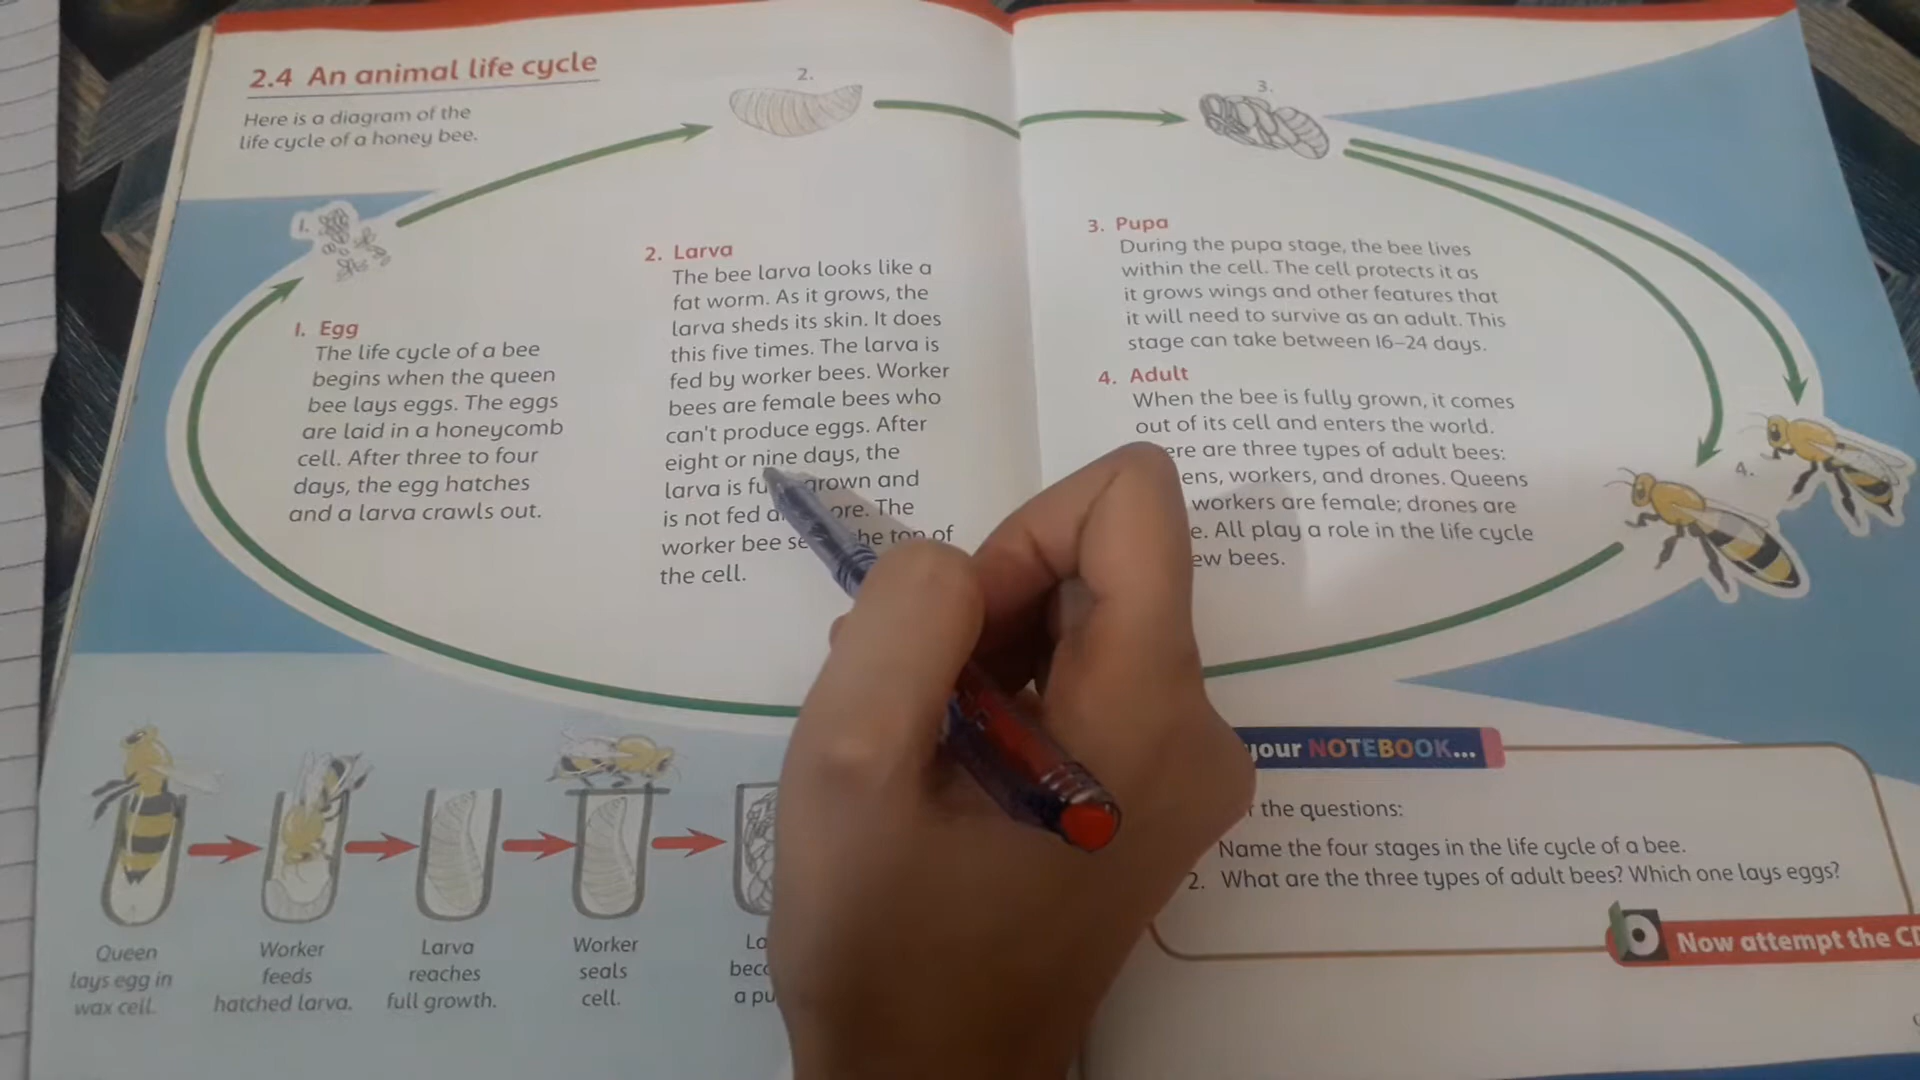 2.4 An animal life cycle
Here is a diagram of the
life cycle of a honey bee.
1.
2.
3.
4.
1. Egg
The life cycle of a bee
begins when the queen
bee lays eggs. The eggs
are laid in a honeycomb
cell. After three to four
days, the egg hatches
and a larva crawls out.
2. Larva
The bee larva looks like a
fat worm. As it grows, the
larva sheds its skin. It does
this five times. The larva is
fed by worker bees. Worker
bees are female bees who
can't produce eggs. After
eight or nine days, the
larva is grown and
is not fed The
worker bee top of
the cell.
3. Pupa
During the pupa stage, the bee lives
within the cell. The cell protects it as
it grows wings and other features that
it will need to survive as an adult. This
stage can take between 16–24 days.
4. Adult
When the bee is fully grown, it comes
out of its cell and enters the world.
are three types of adult bees:
workers, and drones. Queens
workers are female; drones are
All play a role in the life cycle
bees.
Queen
lays egg in
wax cell.
Worker
feeds
hatched larva.
Larva
reaches
full growth.
Worker
seals
cell.
a
your NOTEBOOK...
the questions:
Name the four stages in the life cycle of a bee.
2. What are the three types of adult bees? Which one lays eggs?
Now attempt the